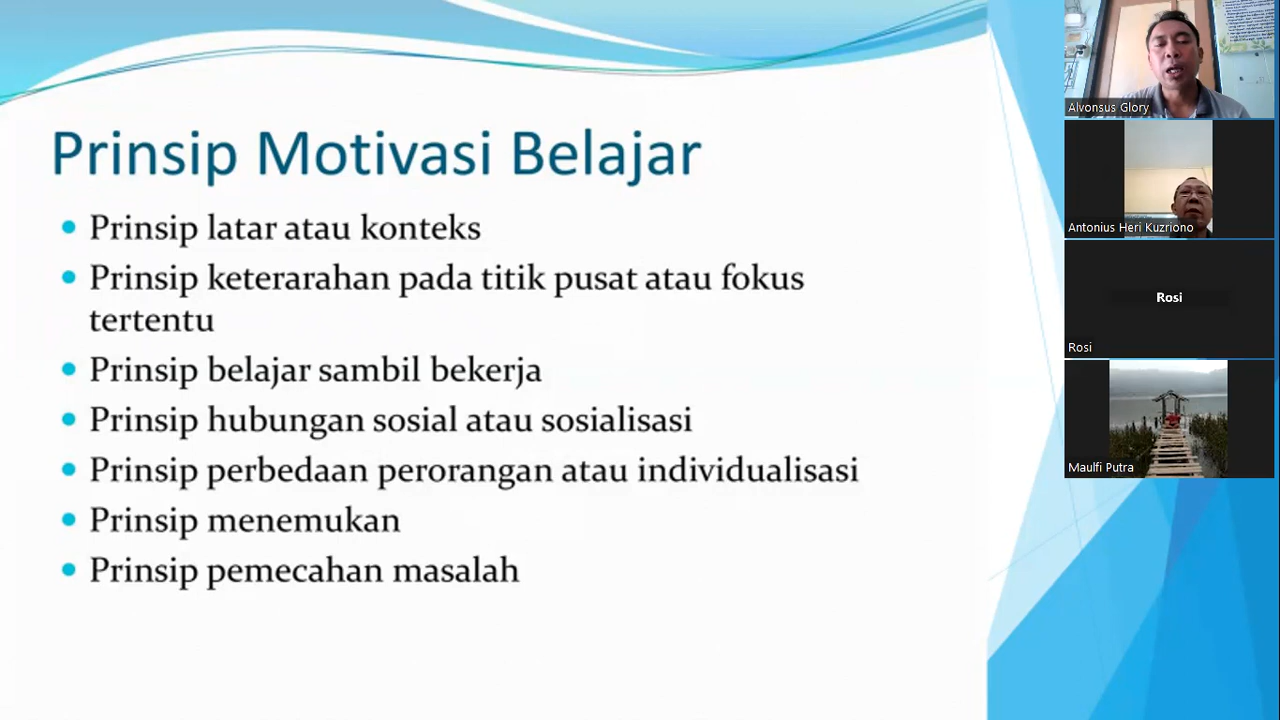 Prinsip Motivasi Belajar
Prinsip latar atau konteks
Prinsip keterarahan pada titik pusat atau fokus
tertentu
Prinsip belajar sambil bekerja
Prinsip hubungan sosial atau sosialisasi
Prinsip perbedaan perorangan atau individualisasi
Prinsip menemukan
Prinsip pemecahan masalah
Alvonsus Glory
Antonius Heri Kuzriono
Rosi
Rosi
Maulfi Putra